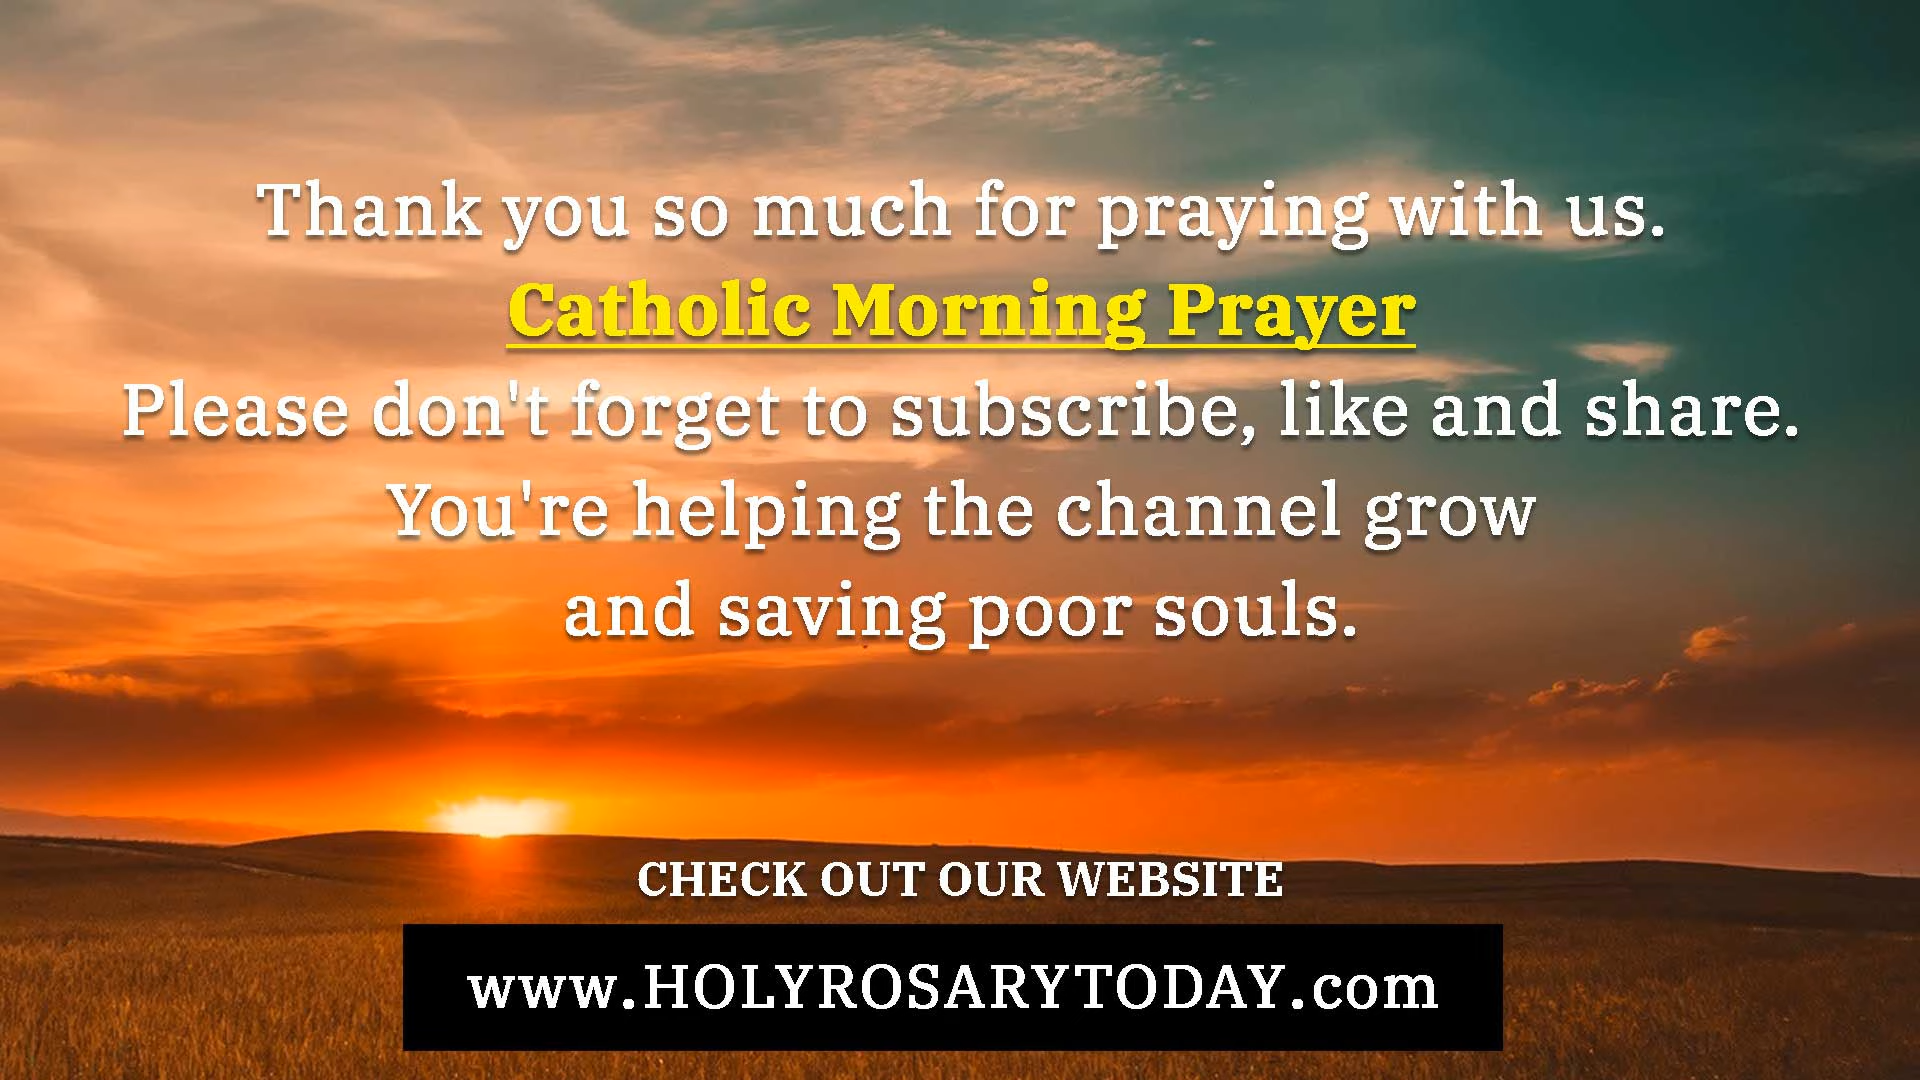 Thank you so much for praying with us.
Catholic Morning Prayer
Please don't forget to subscribe, like and share.
You're helping the channel grow
and saving poor souls.
CHECK OUT OUR WEBSITE
www.HOLYROSARYTODAY.com